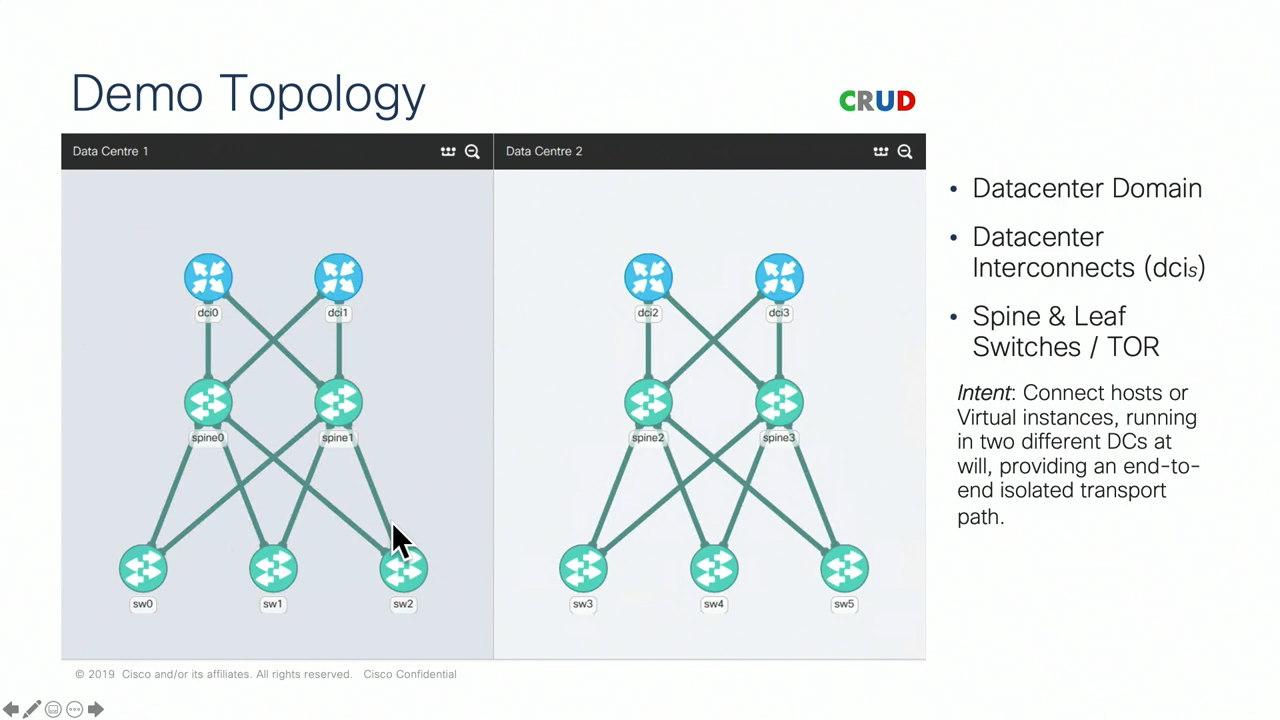 Demo Topology
CRUD
Data Centre 1
Data Centre 2
dci0
dci1
spine0
spine1
sw0
sw1
sw2
dci2
dci3
spine2
spine3
sw3
sw4
sw5
• Datacenter Domain
• Datacenter
Interconnects (dcis)
• Spine & Leaf
Switches / TOR
Intent: Connect hosts or
Virtual instances, running
in two different DCs at
will, providing an end-to-
end isolated transport
path.
© 2019 Cisco and/or its affiliates. All rights reserved. Cisco Confidential